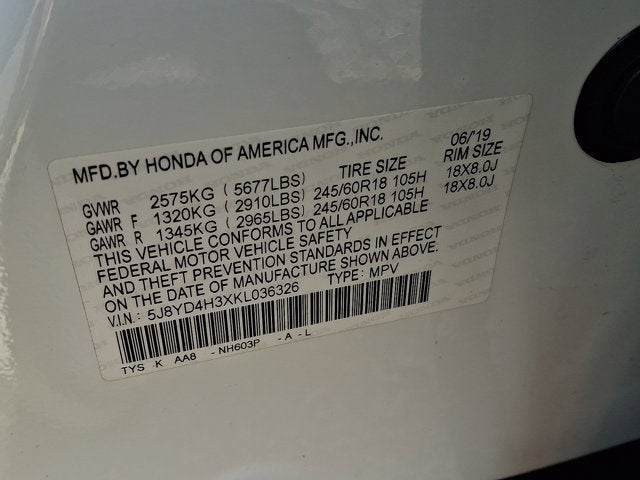 MFD.BY HONDA OF AMERICA MFG.,INC. 06/'19
GVWR 2575KG ( 5677LBS) TIRE SIZE RIM SIZE
GAWR F 1320KG ( 2910LBS) 245/60R18 105H 18X8.0J
GAWR R 1345KG ( 2965LBS) 245/60R18 105H 18X8.0J
THIS VEHICLE CONFORMS TO ALL APPLICABLE
FEDERAL MOTOR VEHICLE SAFETY
AND THEFT PREVENTION STANDARDS IN EFFECT
ON THE DATE OF MANUFACTURE SHOWN ABOVE.
V.I.N.: 5J8YD4H3XKL036326 TYPE: MPV
TYS K AA8 -NH603P -A -L